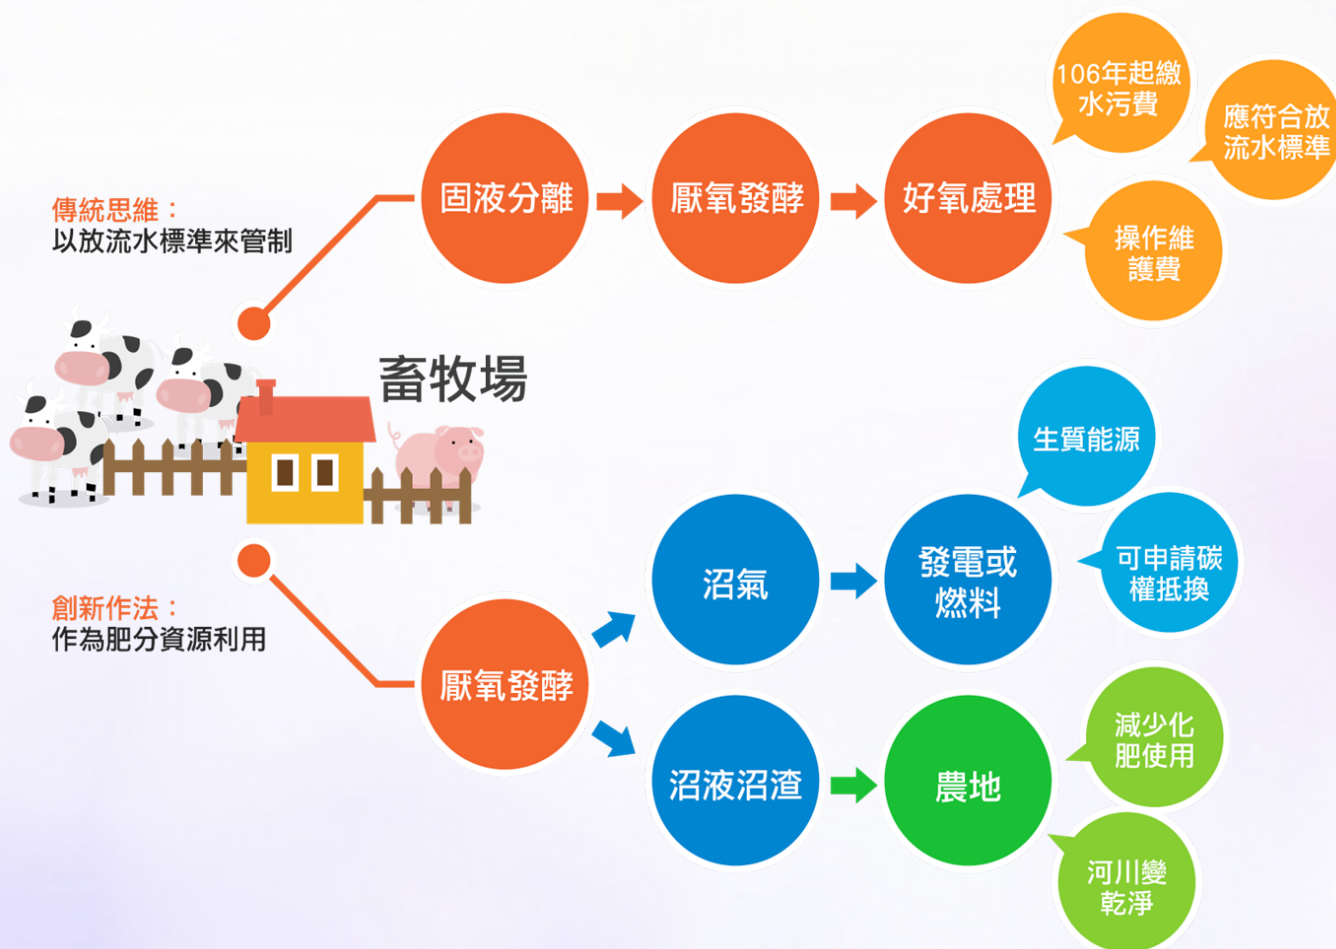 傳統思維：
以放流水標準來管制
固液分離
厭氧發酵
好氧處理
106年起繳
水污費
應符合放
流水標準
操作維
護費
畜牧場
創新作法：
作為肥分資源利用
厭氧發酵
沼氣
發電或
燃料
生質能源
可申請碳
權抵換
沼液沼渣
農地
減少化
肥使用
河川變
乾淨